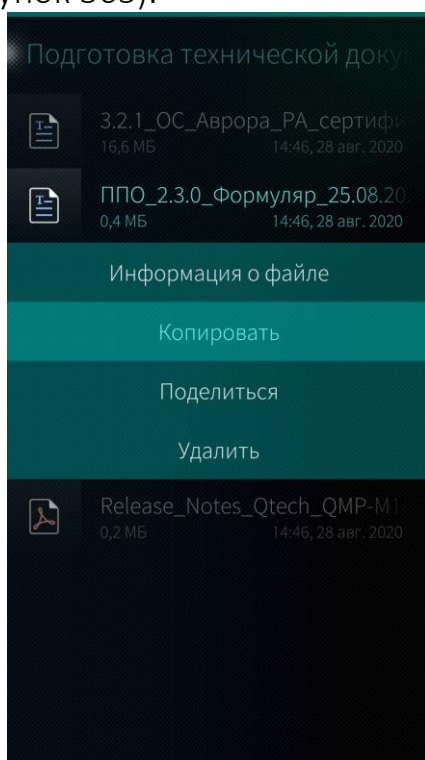 Подготовка технической доку
3.2.1_ОС_Аврора_РА_сертифи
16,6 МБ 14:46, 28 авг. 2020
ППО_2.3.0_Формуляр_25.08.20
0,4 МБ 14:46, 28 авг. 2020
Информация о файле
Копировать
Поделиться
Удалить
Release_Notes_Qtech_QMP-M1
0,2 МБ 14:46, 28 авг. 2020